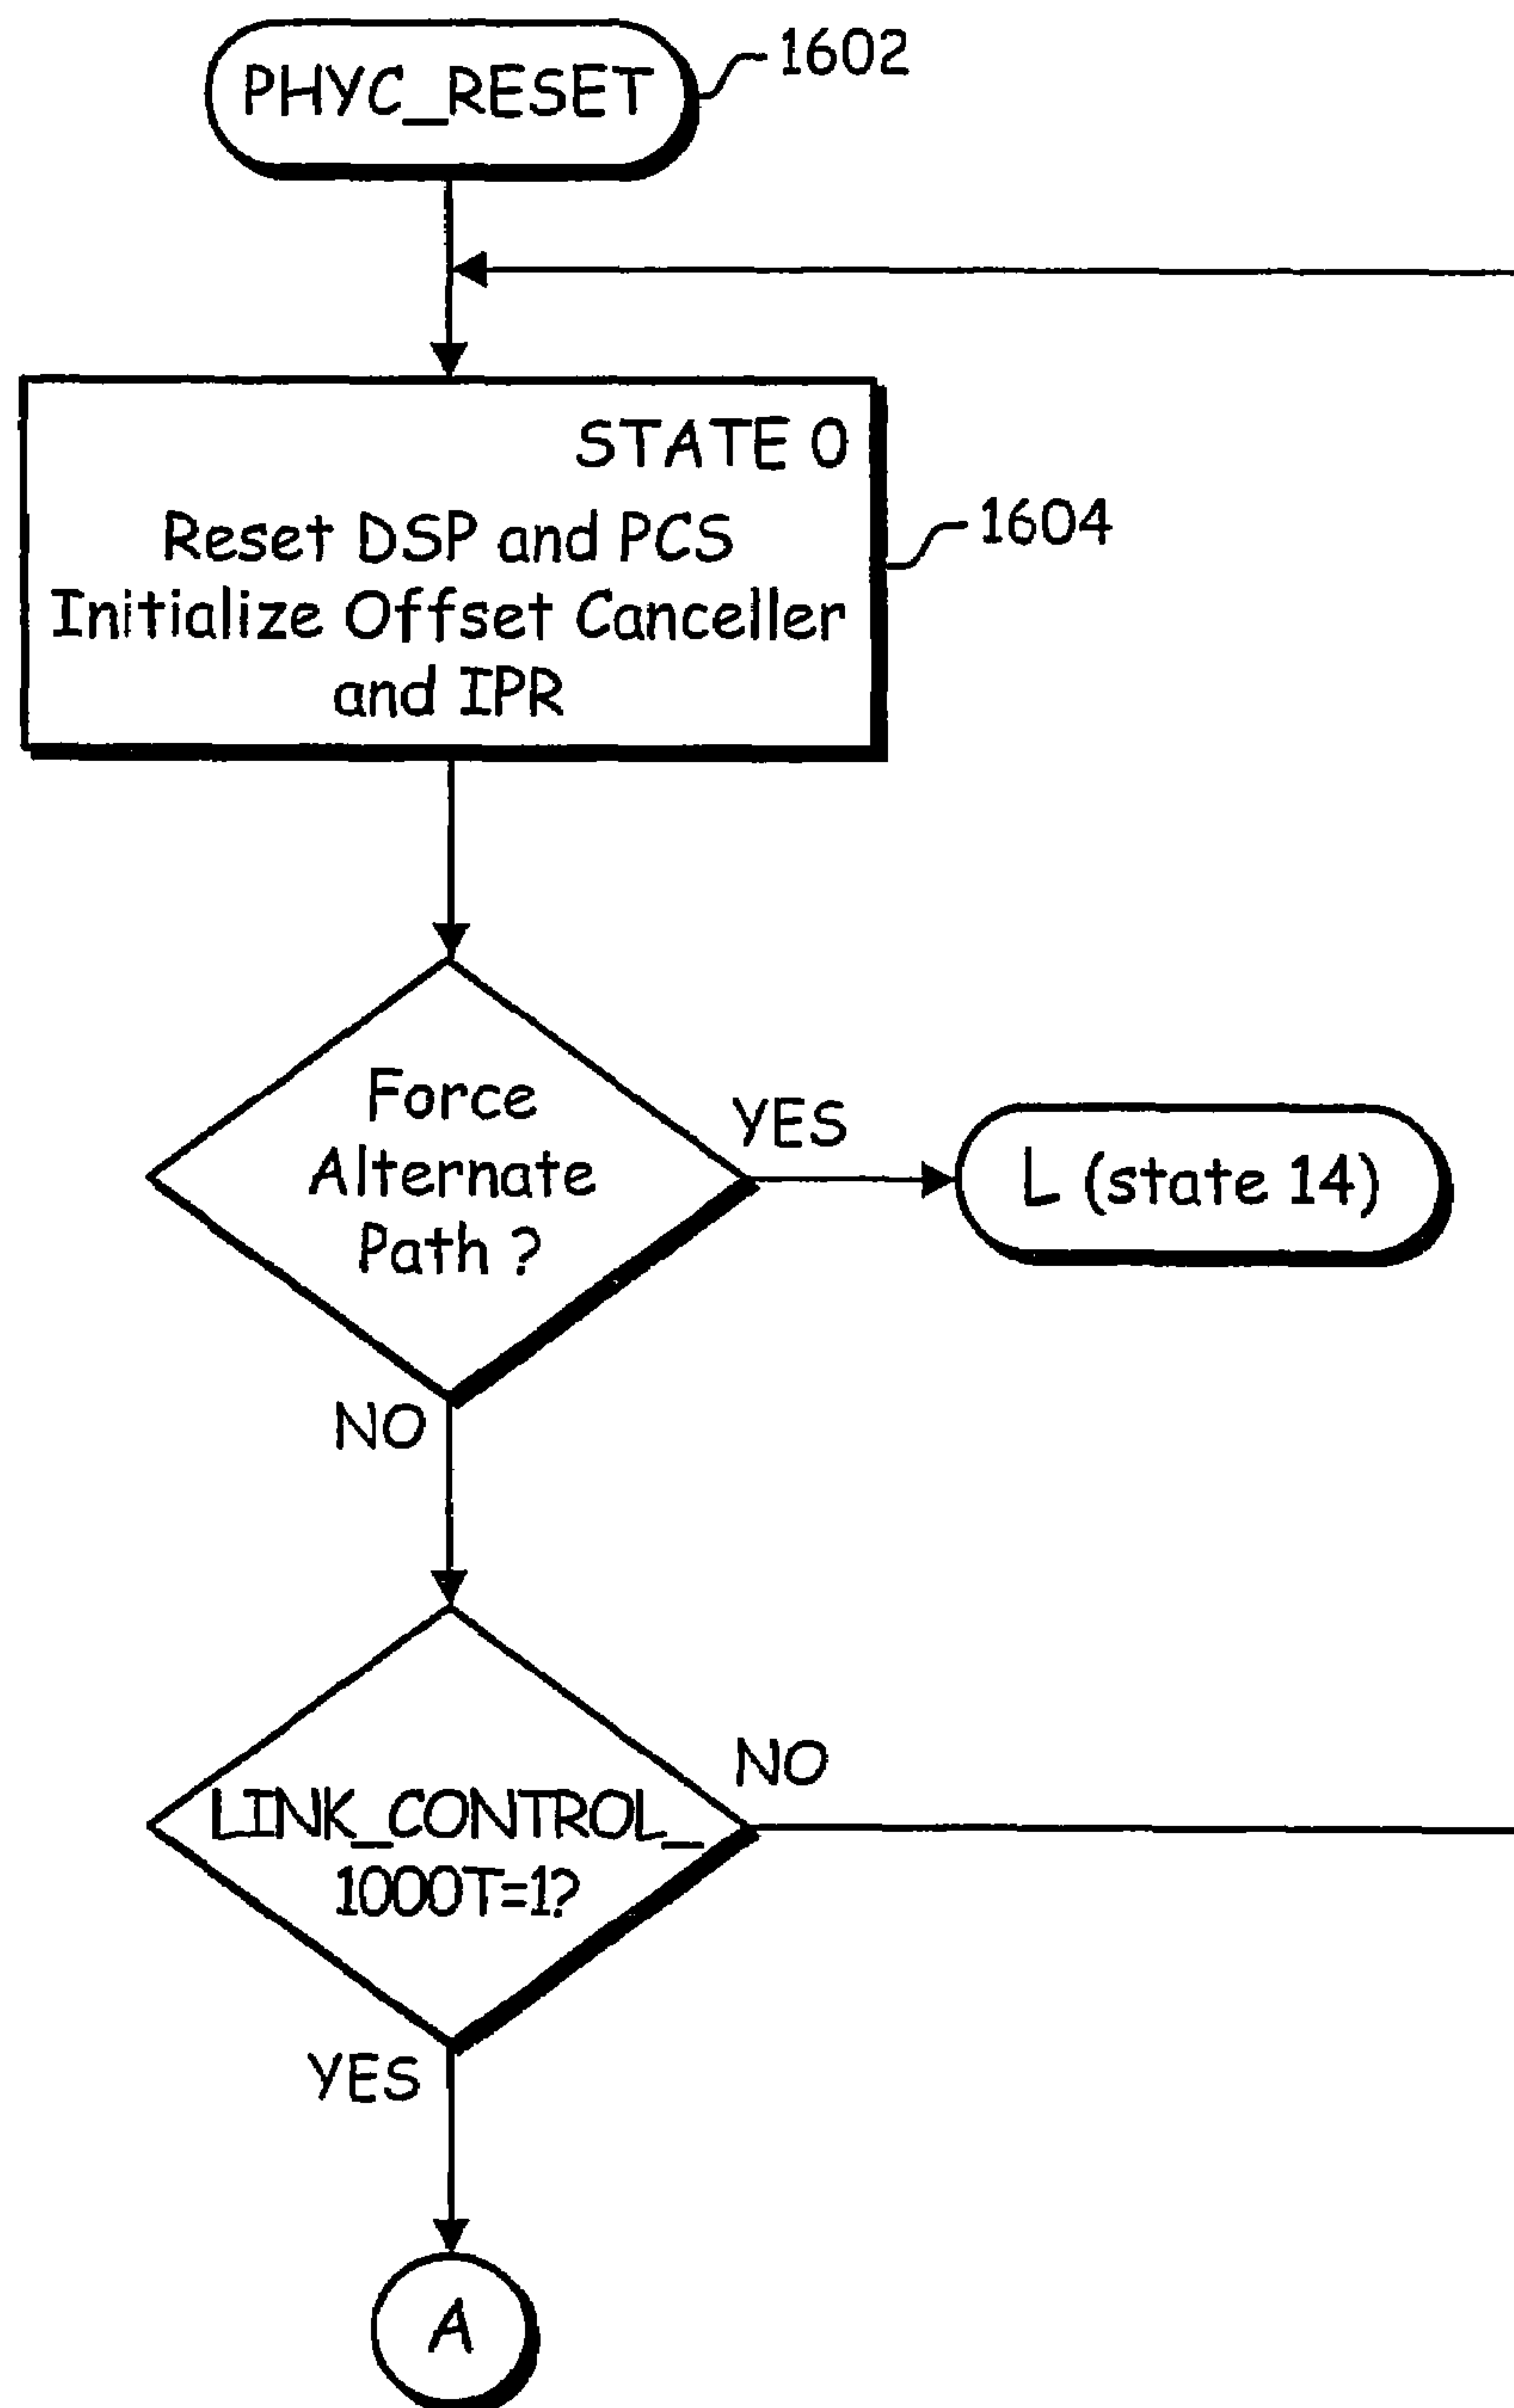 PHYC_RESET
1602
STATE 0
Reset DSP and PCS
Initialize Offset Canceller
and IPR
1604
Force
Alternate
Path ?
YES
L (state 14)
NO
LINK_CONTROL_
1000T=1?
NO
YES
A